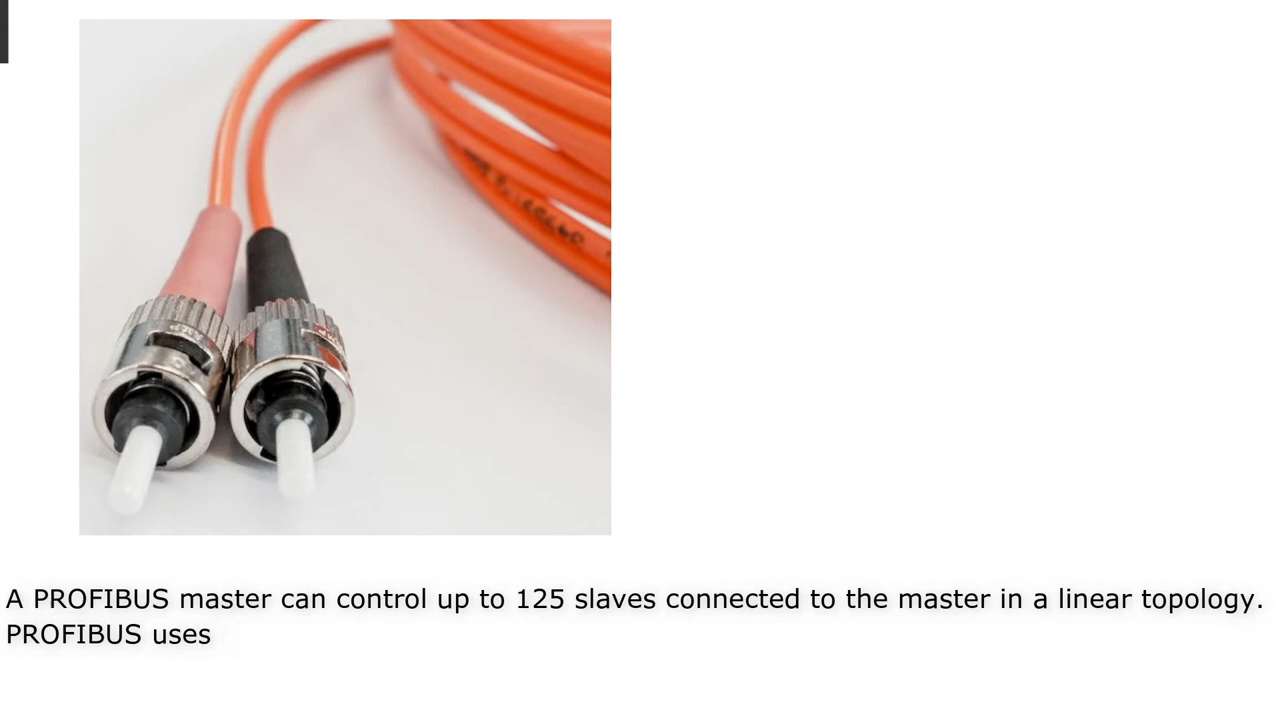 A PROFIBUS master can control up to 125 slaves connected to the master in a linear topology.
PROFIBUS uses